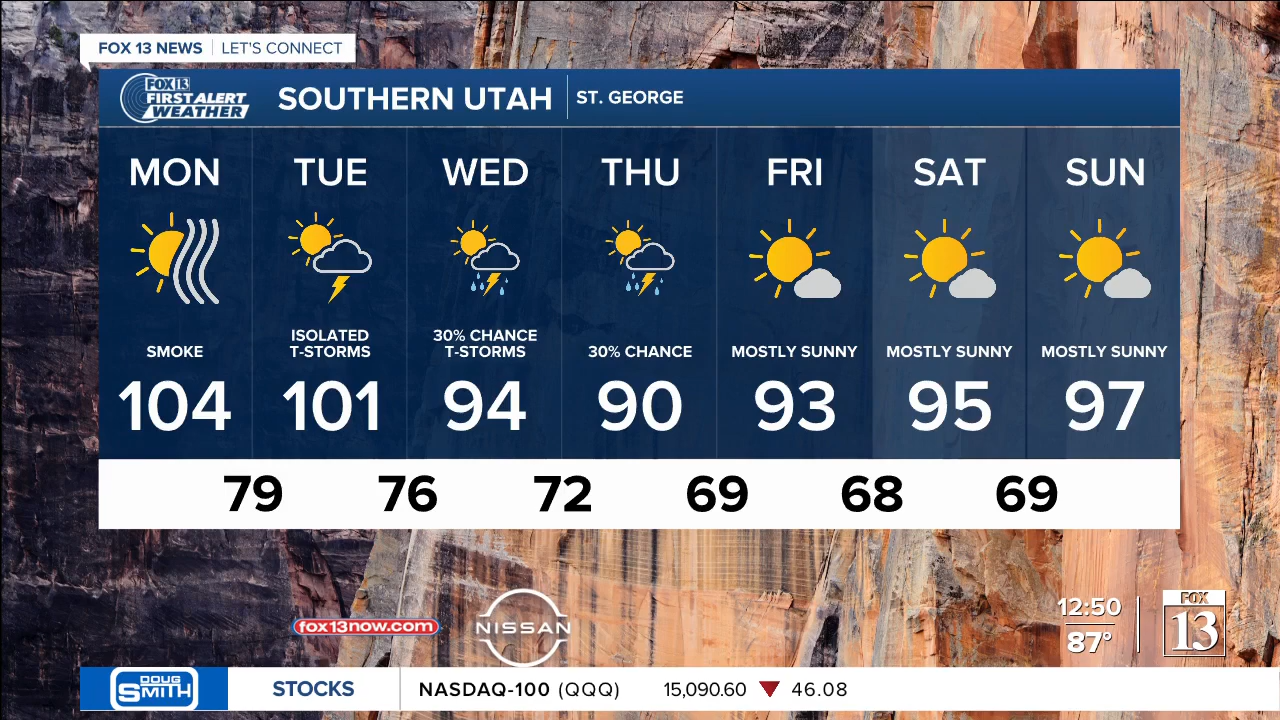 FOX 13 NEWS | LET'S CONNECT
FOX 13
FIRST ALERT
WEATHER
SOUTHERN UTAH
ST. GEORGE
MON TUE WED THU FRI SAT SUN
SMOKE
ISOLATED
T-STORMS
30% CHANCE
T-STORMS
30% CHANCE
MOSTLY SUNNY
MOSTLY SUNNY
MOSTLY SUNNY
104 101 94 90 93 95 97
79 76 72 69 68 69
fox13now.com
NISSAN
12:50
87°
FOX
13
DOUG
SMITH
STOCKS
NASDAQ-100 (QQQ) 15,090.60 46.08